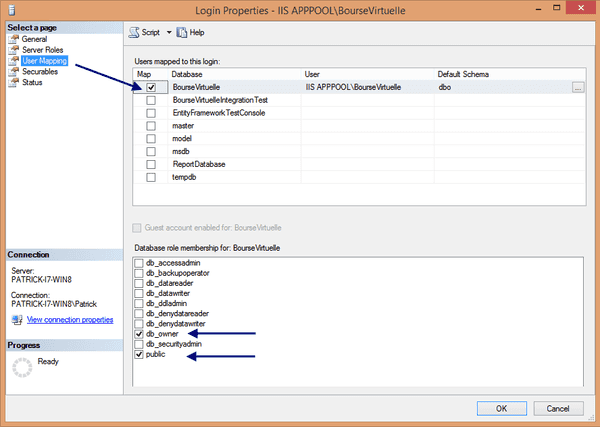 Login Properties - IIS APPPOOL\BourseVirtuelle
Select a page
General
Server Roles
User Mapping
Securables
Status
Script
Help
Users mapped to this login:
Map Database User Default Schema
BourseVirtuelle IIS APPPOOL\BourseVirtuelle dbo ...
BourseVirtuelleIntegrationTest
EntityFrameworkTestConsole
master
model
msdb
ReportDatabase
tempdb
Guest account enabled for: BourseVirtuelle
Database role membership for: BourseVirtuelle
db_accessadmin
db_backupoperator
db_datareader
db_datawriter
db_ddladmin
db_denydatareader
db_denydatawriter
db_owner
db_securityadmin
public
Connection
Server:
PATRICK-I7-WIN8
Connection:
PATRICK-I7-WIN8\Patrick
View connection properties
Progress
Ready
OK
Cancel